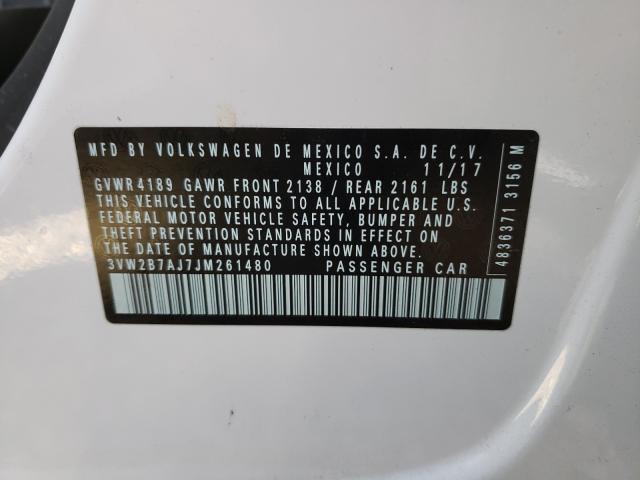 MFD BY VOLKSWAGEN DE MEXICO S.A. DE C.V.
MEXICO 11/17
GVWR 4189 GAWR FRONT 2138 / REAR 2161 LBS
THIS VEHICLE CONFORMS TO ALL APPLICABLE U.S.
FEDERAL MOTOR VEHICLE SAFETY, BUMPER AND
THEFT PREVENTION STANDARDS IN EFFECT ON
THE DATE OF MANUFACTURE SHOWN ABOVE.
3VW2B7AJ7JM261480 PASSENGER CAR
4836371 3156 M